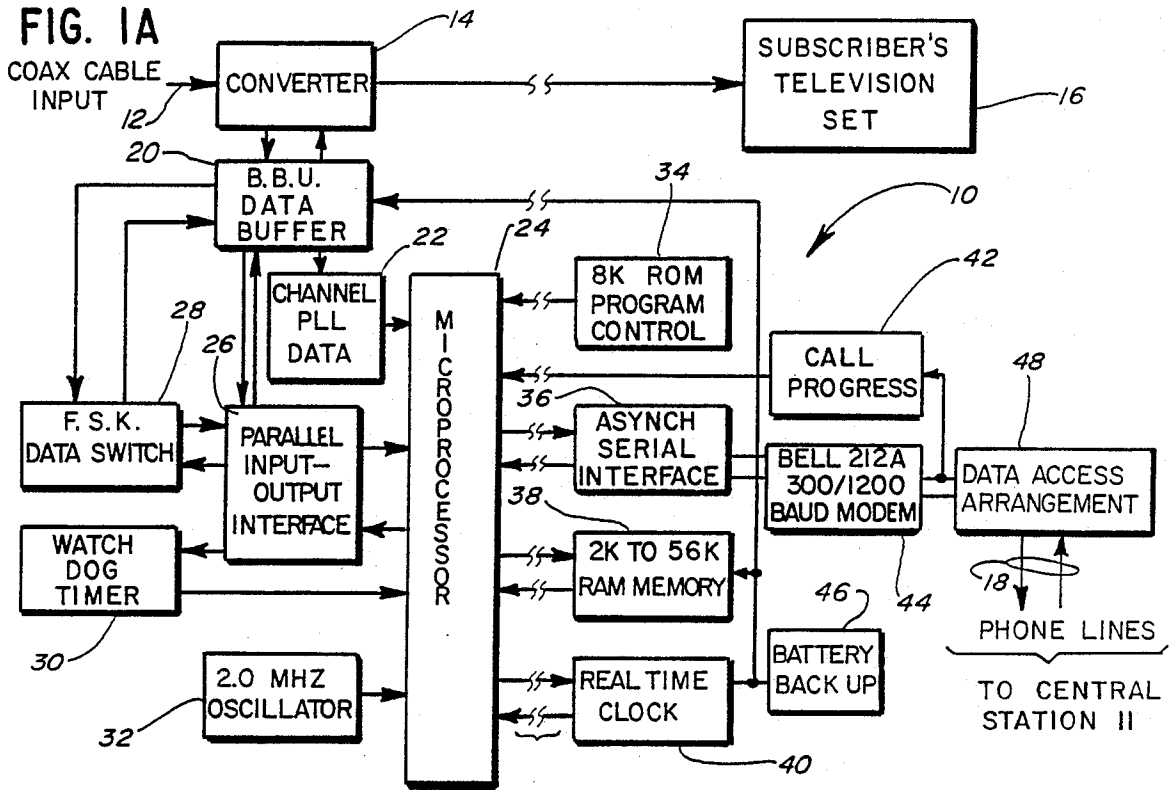 FIG. 1A
COAX CABLE
INPUT
12
14
CONVERTER
SUBSCRIBER'S
TELEVISION
SET
16
20
B.B.U.
DATA
BUFFER
22
CHANNEL
PLL
DATA
24
MICROPROCESSOR
34
8K ROM
PROGRAM
CONTROL
10
42
CALL
PROGRESS
28
F.S.K.
DATA SWITCH
26
PARALLEL
INPUT-
OUTPUT
INTERFACE
36
ASYNCH
SERIAL
INTERFACE
BELL 212A
300/1200
BAUD MODEM
44
48
DATA ACCESS
ARRANGEMENT
18
PHONE LINES
TO CENTRAL
STATION 11
WATCH
DOG
TIMER
30
38
2K TO 56K
RAM MEMORY
46
BATTERY
BACK UP
2.0 MHZ
OSCILLATOR
32
REAL TIME
CLOCK
40